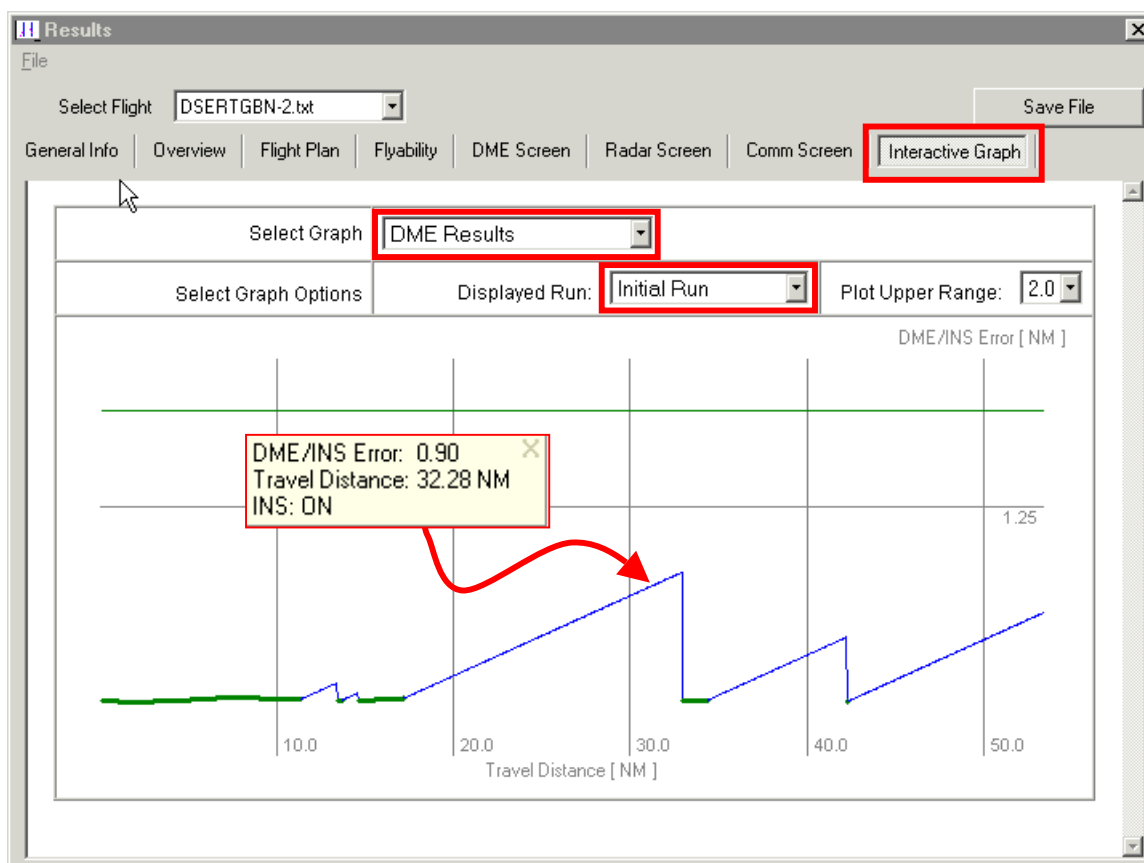 Results
File
Select Flight DSERTGBN-2.txt Save File
General Info Overview Flight Plan Flyability DME Screen Radar Screen Comm Screen Interactive Graph
Select Graph DME Results
Select Graph Options Displayed Run: Initial Run Plot Upper Range: 2.0
DME/INS Error [ NM ]
DME/INS Error: 0.90
Travel Distance: 32.28 NM
INS: ON
1.25
10.0 20.0 30.0 40.0 50.0
Travel Distance [ NM ]